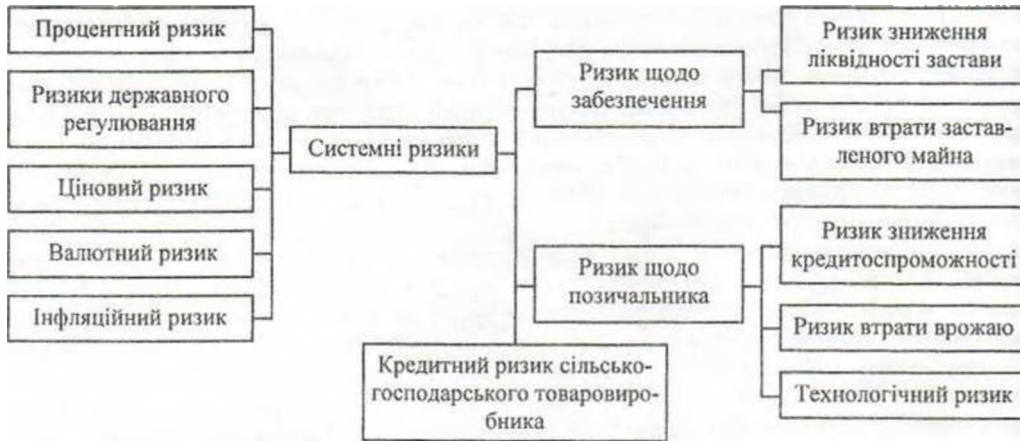 Процентний ризик
Ризики державного
регулювання
Ціновий ризик
Валютний ризик
Інфляційний ризик
Системні ризики
Ризик щодо
забезпечення
Ризик щодо
позичальника
Кредитний ризик сільсько-
господарського товаровиро-
бника
Ризик зниження
ліквідності застави
Ризик втрати застав-
леного майна
Ризик зниження
кредитоспроможності
Ризик втрати врожаю
Технологічний ризик